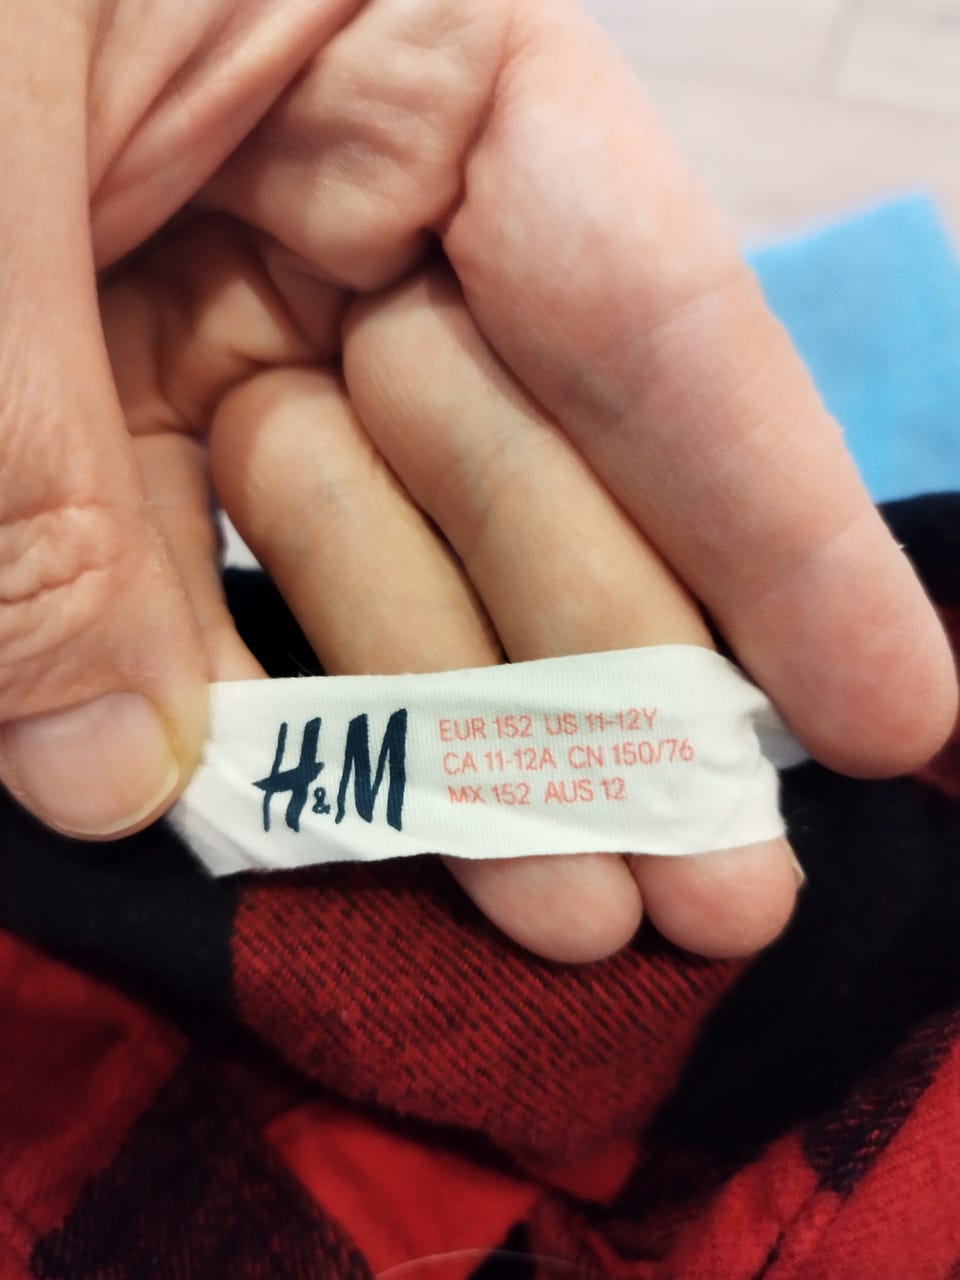 H&M
EUR 152 US 11-12Y
CA 11-12A CN 150/76
MX 152 AUS 12